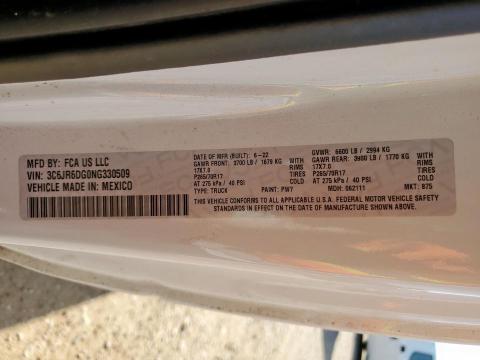 MFD BY: FCA US LLC
VIN: 3C6JR6DG0NG330509
VEHICLE MADE IN: MEXICO
DATE OF MFR (BUILT): 6-22 GVWR: 6600 LB / 2994 KG
GAWR FRONT: 3700 LB / 1679 KG WITH GAWR REAR: 3900 LB / 1770 KG WITH
17X7.0 RIMS 17X7.0 RIMS
P265/70R17 TIRES P265/70R17 TIRES
AT 275 kPa / 40 PSI AT 275 kPa / 40 PSI
TYPE: TRUCK PAINT: PW7 MDH: 062111 MKT: 875
THIS VEHICLE CONFORMS TO ALL APPLICABLE U.S.A. FEDERAL MOTOR VEHICLE SAFETY
STANDARDS IN EFFECT ON THE DATE OF MANUFACTURE SHOWN ABOVE.